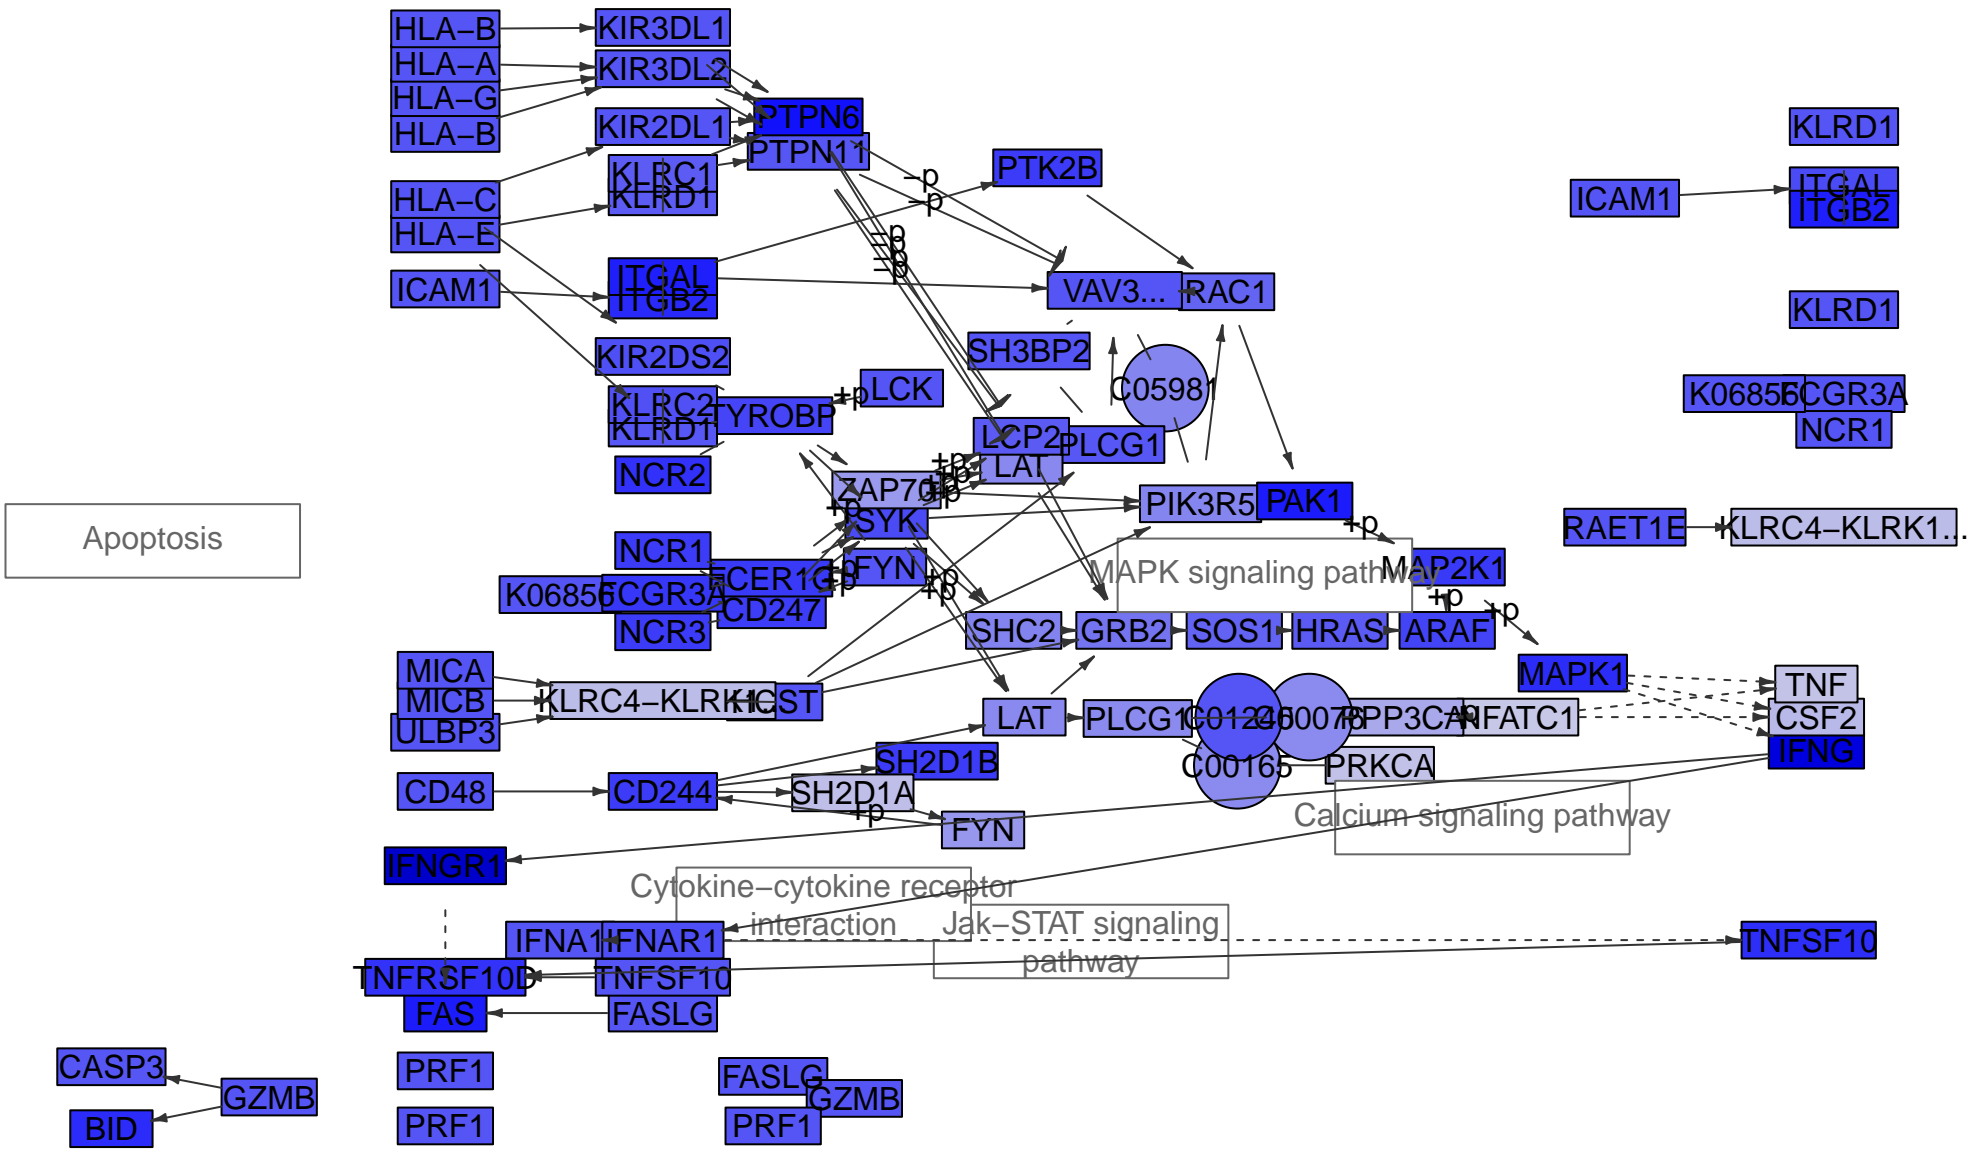 HLA−B
KIR3DL1
HLA−A
KIR3DL2
HLA−G
HLA−B
KIR2DL1
PTPN6
PTPN11
KLRD1
KLRC1
KLRD1
PTK2B
−p
−p
ICAM1
ITGAL
ITGB2
HLA−C
HLA−E
−p
−p
−p
−p
ICAM1
ITGAL
ITGB2
VAV3...
RAC1
KLRD1
KIR2DS2
SH3BP2
C05981
KLRC2
KLRD1
TYROBP
+p
LCK
K06856
FCGR3A
NCR1
LCP2
PLCG1
LAT
NCR2
+p
+p
+p
+p
ZAP70
SYK
+p
PIK3R5
PAK1
+p
RAET1E
KLRC4−KLRK1...
Apoptosis
NCR1
FCER1G
+p
+p
FYN
+p
+p
MAPK signaling pathway
MAP2K1
K06856
FCGR3A
CD247
NCR3
+p
+p
SHC2
GRB2
SOS1
HRAS
ARAF
MICA
MICB
ULBP3
KLRC4−KLRK1...
HCST
MAPK1
TNF
CSF2
IFNG
LAT
PLCG1
C01245
C00076
PPP3CA
−p
NFATC1
C00165
PRKCA
SH2D1B
CD48
CD244
SH2D1A
+p
FYN
Calcium signaling pathway
IFNGR1
Cytokine−cytokine receptor
interaction
Jak−STAT signaling
pathway
IFNA1
IFNAR1
TNFSF10
TNFRSF10D
TNFSF10
FAS
FASLG
CASP3
GZMB
BID
PRF1
PRF1
FASLG
GZMB
PRF1